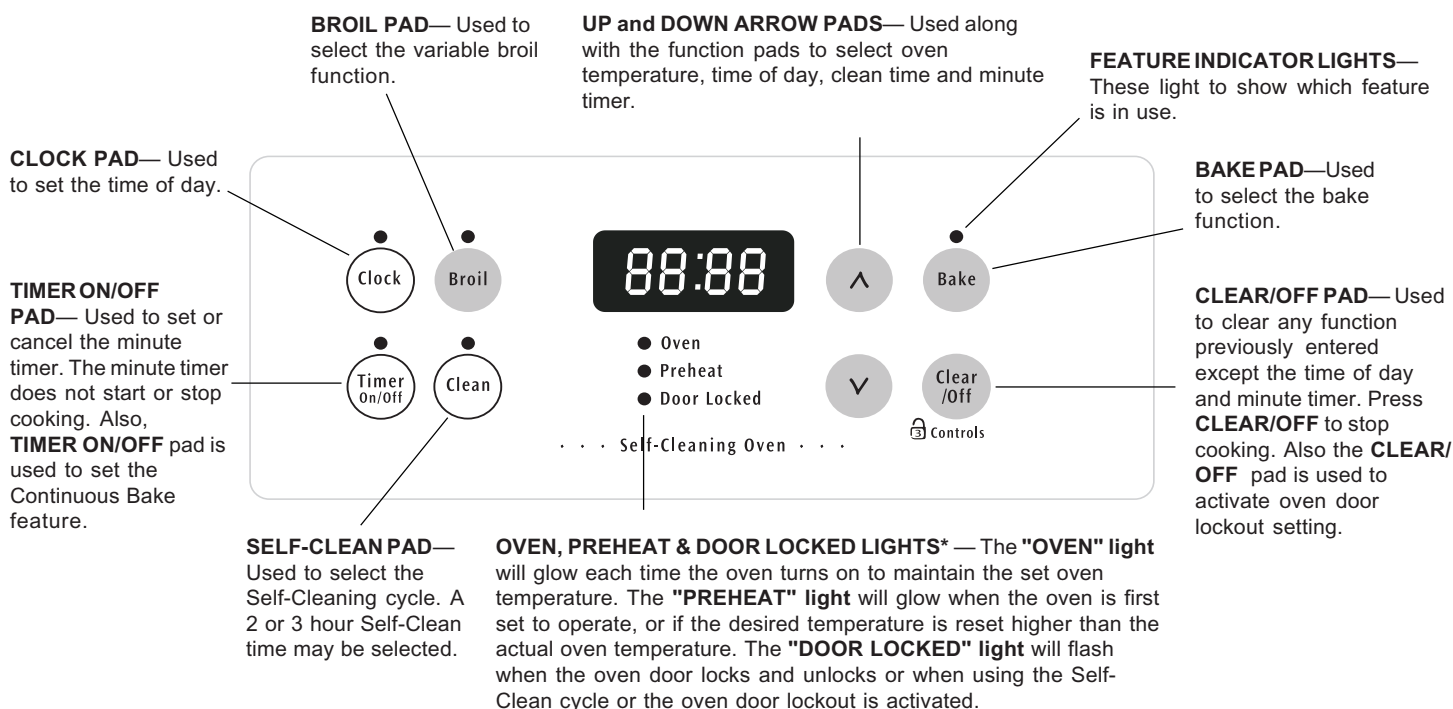 BROIL PAD— Used to
select the variable broil
function.
UP and DOWN ARROW PADS— Used along
with the function pads to select oven
temperature, time of day, clean time and minute
timer.
FEATURE INDICATOR LIGHTS—
These light to show which feature
is in use.
CLOCK PAD— Used
to set the time of day.
BAKE PAD—Used
to select the bake
function.
TIMER ON/OFF
PAD— Used to set or
cancel the minute
timer. The minute timer
does not start or stop
cooking. Also,
TIMER ON/OFF pad is
used to set the
Continuous Bake
feature.
Clock
Broil
88:88
Bake
Timer
On/Off
Clean
Oven
Preheat
Door Locked
Clear
/Off
3 Controls
· · · Self-Cleaning Oven · · ·
CLEAR/OFF PAD— Used
to clear any function
previously entered
except the time of day
and minute timer. Press
CLEAR/OFF to stop
cooking. Also the CLEAR/
OFF pad is used to
activate oven door
lockout setting.
SELF-CLEAN PAD—
Used to select the
Self-Cleaning cycle. A
2 or 3 hour Self-Clean
time may be selected.
OVEN, PREHEAT & DOOR LOCKED LIGHTS* — The "OVEN" light
will glow each time the oven turns on to maintain the set oven
temperature. The "PREHEAT" light will glow when the oven is first
set to operate, or if the desired temperature is reset higher than the
actual oven temperature. The "DOOR LOCKED" light will flash
when the oven door locks and unlocks or when using the Self-
Clean cycle or the oven door lockout is activated.